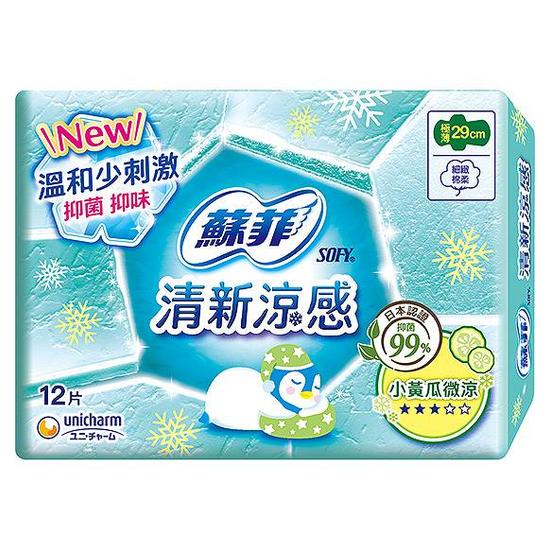 New
溫和少刺激
抑菌 抑味
蘇菲
SOFY®
清新涼感
極薄 29cm
細緻
棉柔
日本認證
抑菌
99%
小黃瓜微涼
★★★☆☆
12片
unicharm
ユニ・チャーム
清新涼感
蘇菲